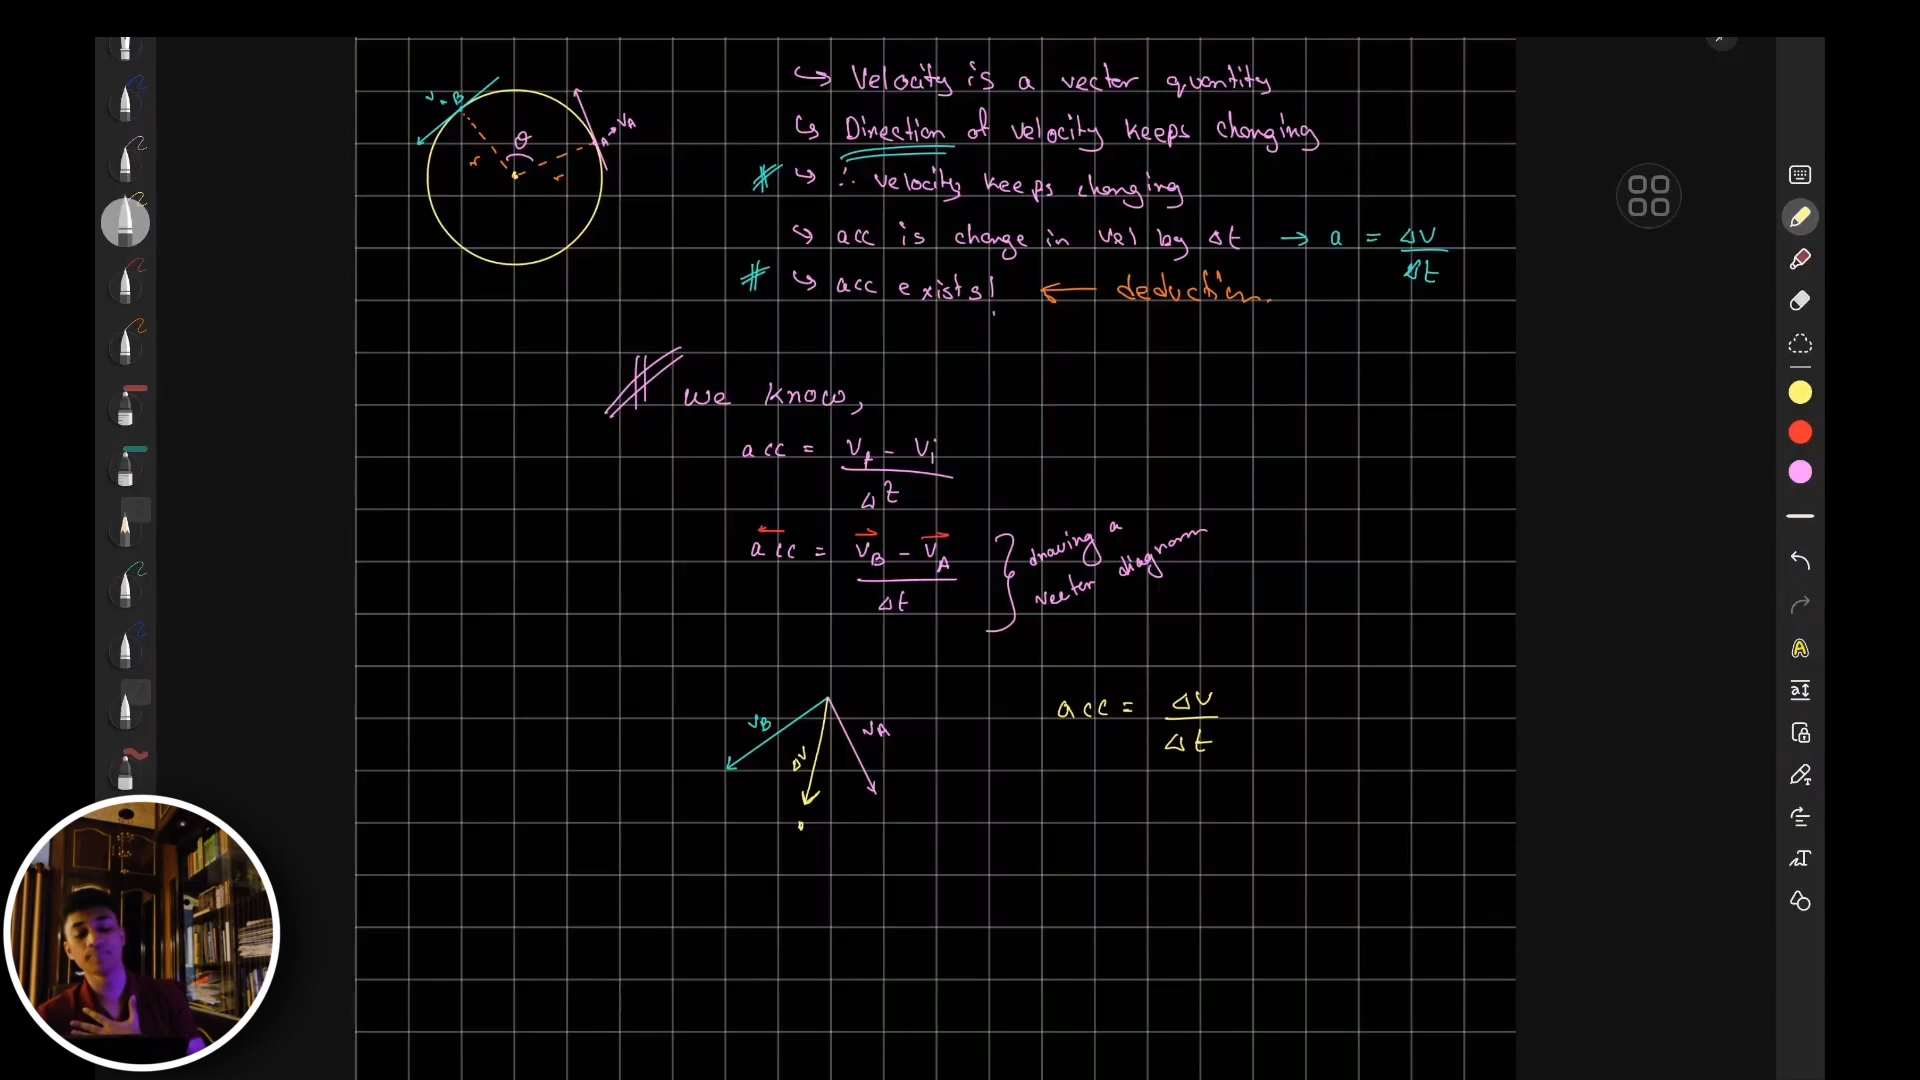 ↪ Velocity is a vector quantity
↪ Direction of velocity keeps changing
# ↪ ∴ velocity keeps changing
↪ acc is change in vel by Δt → a = Δv / Δt
# ↪ acc exists! ← deduction.
V B
θ
A → VA
r
r
# we know,
acc = Vf - Vi / Δt
acc = VB - VA / Δt } drawing a vector diagram
VB
ΔV
VA
acc = Δv / Δt